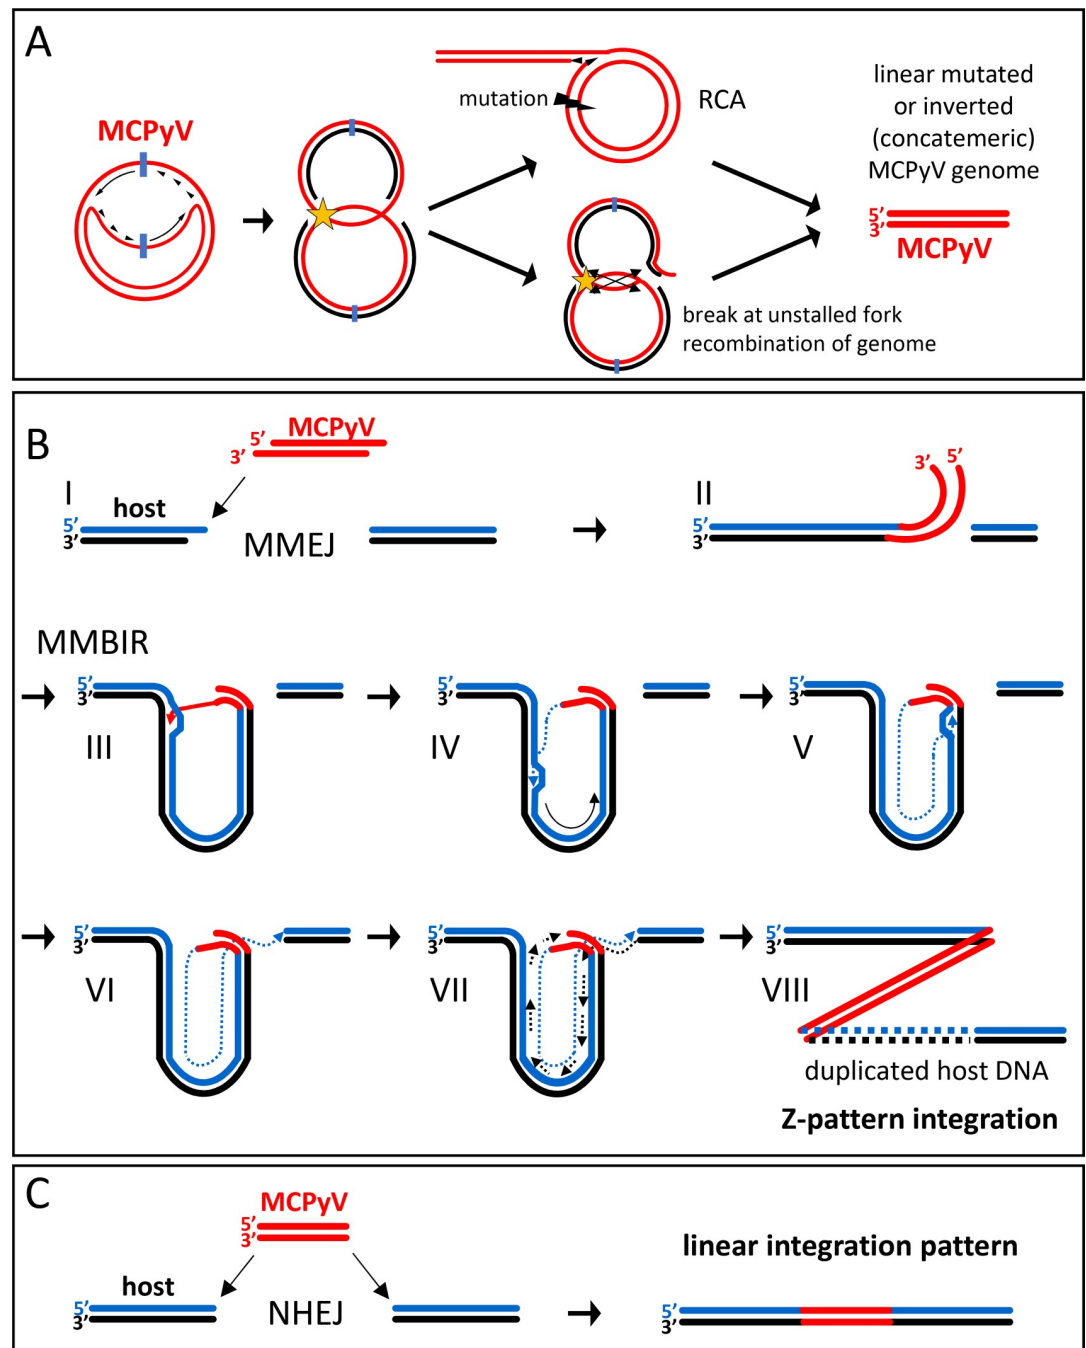 A
MCPyV
mutation
RCA
linear mutated
or inverted
(concatemeric)
MCPyV genome
5’
3’
MCPyV
break at unstalled fork
recombination of genome
B
MCPyV
5’
3’
I
host
5’
3’
MMEJ
II
3’ 5’
5’
3’
MMBIR
5’
3’
III
5’
3’
IV
5’
3’
V
5’
3’
VI
5’
3’
VII
5’
3’
VIII
duplicated host DNA
Z-pattern integration
C
MCPyV
5’
3’
host
5’
3’
NHEJ
linear integration pattern
5’
3’